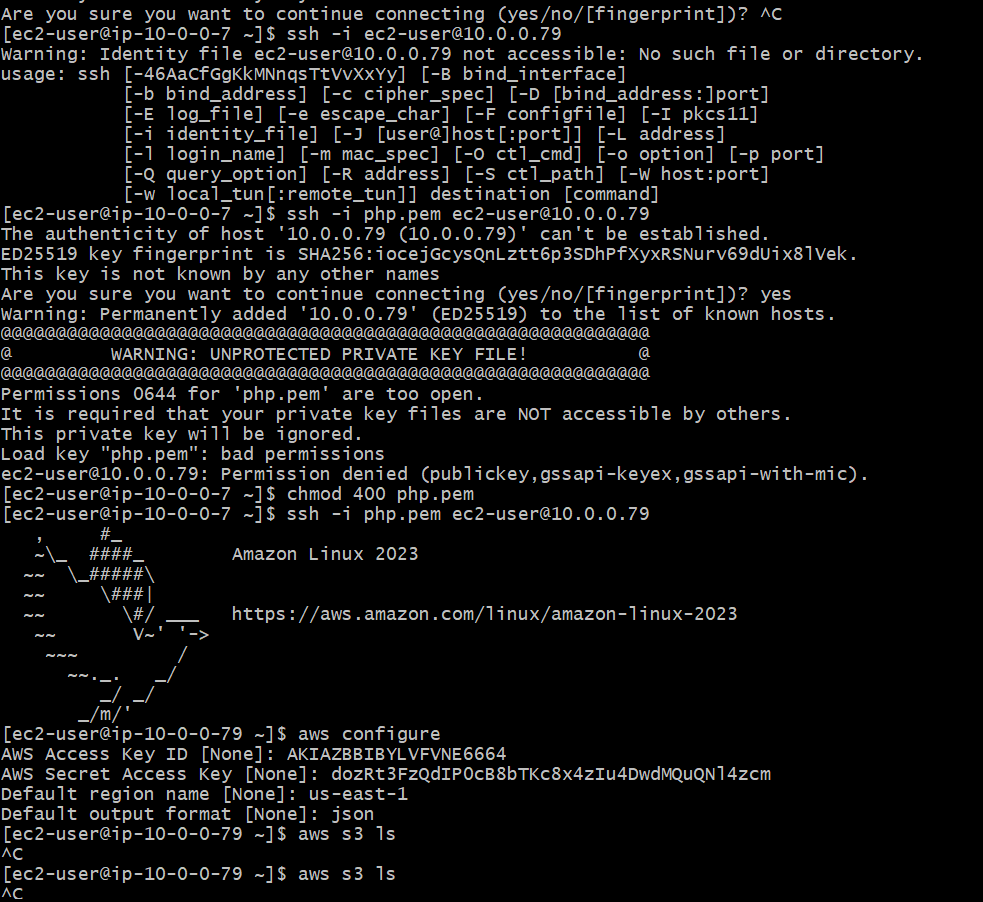 Are you sure you want to continue connecting (yes/no/[fingerprint])? ^C
[ec2-user@ip-10-0-0-7 ~]$ ssh -i ec2-user@10.0.0.79
Warning: Identity file ec2-user@10.0.0.79 not accessible: No such file or directory.
usage: ssh [-46AaCfGgKkMNnqsTtVvXxYy] [-B bind_interface]
           [-b bind_address] [-c cipher_spec] [-D [bind_address:]port]
           [-E log_file] [-e escape_char] [-F configfile] [-I pkcs11]
           [-i identity_file] [-J [user@]host[:port]] [-L address]
           [-l login_name] [-m mac_spec] [-O ctl_cmd] [-o option] [-p port]
           [-Q query_option] [-R address] [-S ctl_path] [-W host:port]
           [-w local_tun[:remote_tun]] destination [command]
[ec2-user@ip-10-0-0-7 ~]$ ssh -i php.pem ec2-user@10.0.0.79
The authenticity of host '10.0.0.79 (10.0.0.79)' can't be established.
ED25519 key fingerprint is SHA256:iocejGcysQnLztt6p3SDhPfXyxRSNurv69dUix8lVek.
This key is not known by any other names
Are you sure you want to continue connecting (yes/no/[fingerprint])? yes
Warning: Permanently added '10.0.0.79' (ED25519) to the list of known hosts.
@@@@@@@@@@@@@@@@@@@@@@@@@@@@@@@@@@@@@@@@@@@@@@@@@@@@@@@@@@@
@         WARNING: UNPROTECTED PRIVATE KEY FILE!          @
@@@@@@@@@@@@@@@@@@@@@@@@@@@@@@@@@@@@@@@@@@@@@@@@@@@@@@@@@@@
Permissions 0644 for 'php.pem' are too open.
It is required that your private key files are NOT accessible by others.
This private key will be ignored.
Load key "php.pem": bad permissions
ec2-user@10.0.0.79: Permission denied (publickey,gssapi-keyex,gssapi-with-mic).
[ec2-user@ip-10-0-0-7 ~]$ chmod 400 php.pem
[ec2-user@ip-10-0-0-7 ~]$ ssh -i php.pem ec2-user@10.0.0.79
   ,     #_
   ~\_  ####_        Amazon Linux 2023
  ~~  \_#####\
  ~~     \###|
  ~~       \#/ ___   https://aws.amazon.com/linux/amazon-linux-2023
   ~~       V~' '->
    ~~~         /
      ~~._.   _/
         _/ _/
       _/m/'
[ec2-user@ip-10-0-0-79 ~]$ aws configure
AWS Access Key ID [None]: AKIAZBBIBYLVFVNE6664
AWS Secret Access Key [None]: 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
Default region name [None]: us-east-1
Default output format [None]: json
[ec2-user@ip-10-0-0-79 ~]$ aws s3 ls
^C
[ec2-user@ip-10-0-0-79 ~]$ aws s3 ls
^C